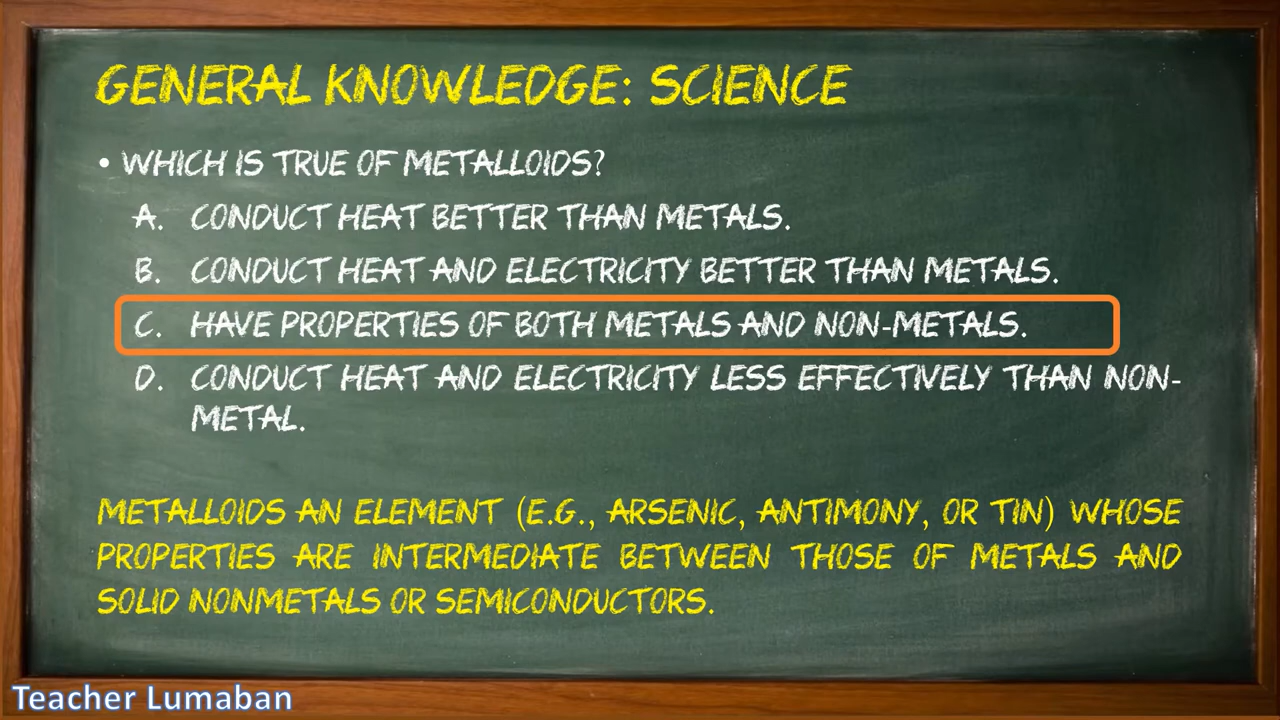 GENERAL KNOWLEDGE: SCIENCE
• WHICH IS TRUE OF METALLOIDS?
A. CONDUCT HEAT BETTER THAN METALS.
B. CONDUCT HEAT AND ELECTRICITY BETTER THAN METALS.
C. HAVE PROPERTIES OF BOTH METALS AND NON-METALS.
D. CONDUCT HEAT AND ELECTRICITY LESS EFFECTIVELY THAN NON-
METAL.
METALLOIDS AN ELEMENT (E.G., ARSENIC, ANTIMONY, OR TIN) WHOSE
PROPERTIES ARE INTERMEDIATE BETWEEN THOSE OF METALS AND
SOLID NONMETALS OR SEMICONDUCTORS.
Teacher Lumaban